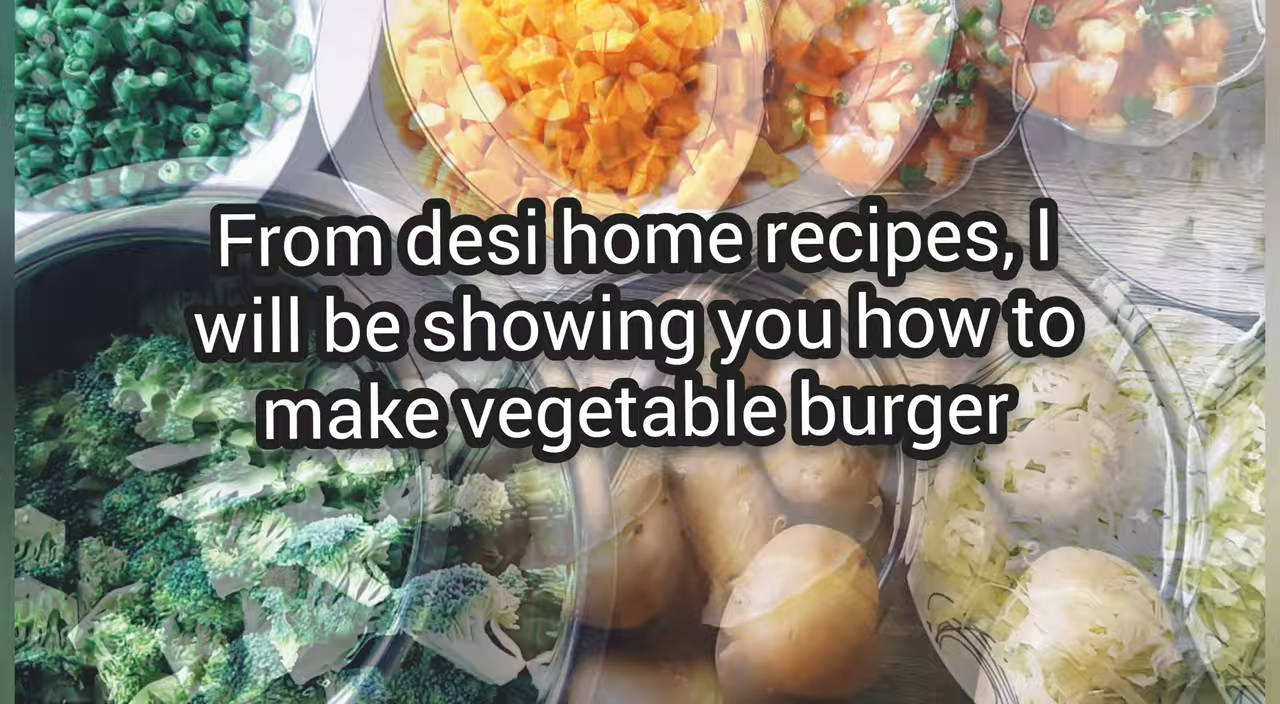 From desi home recipes, I
will be showing you how to
make vegetable burger